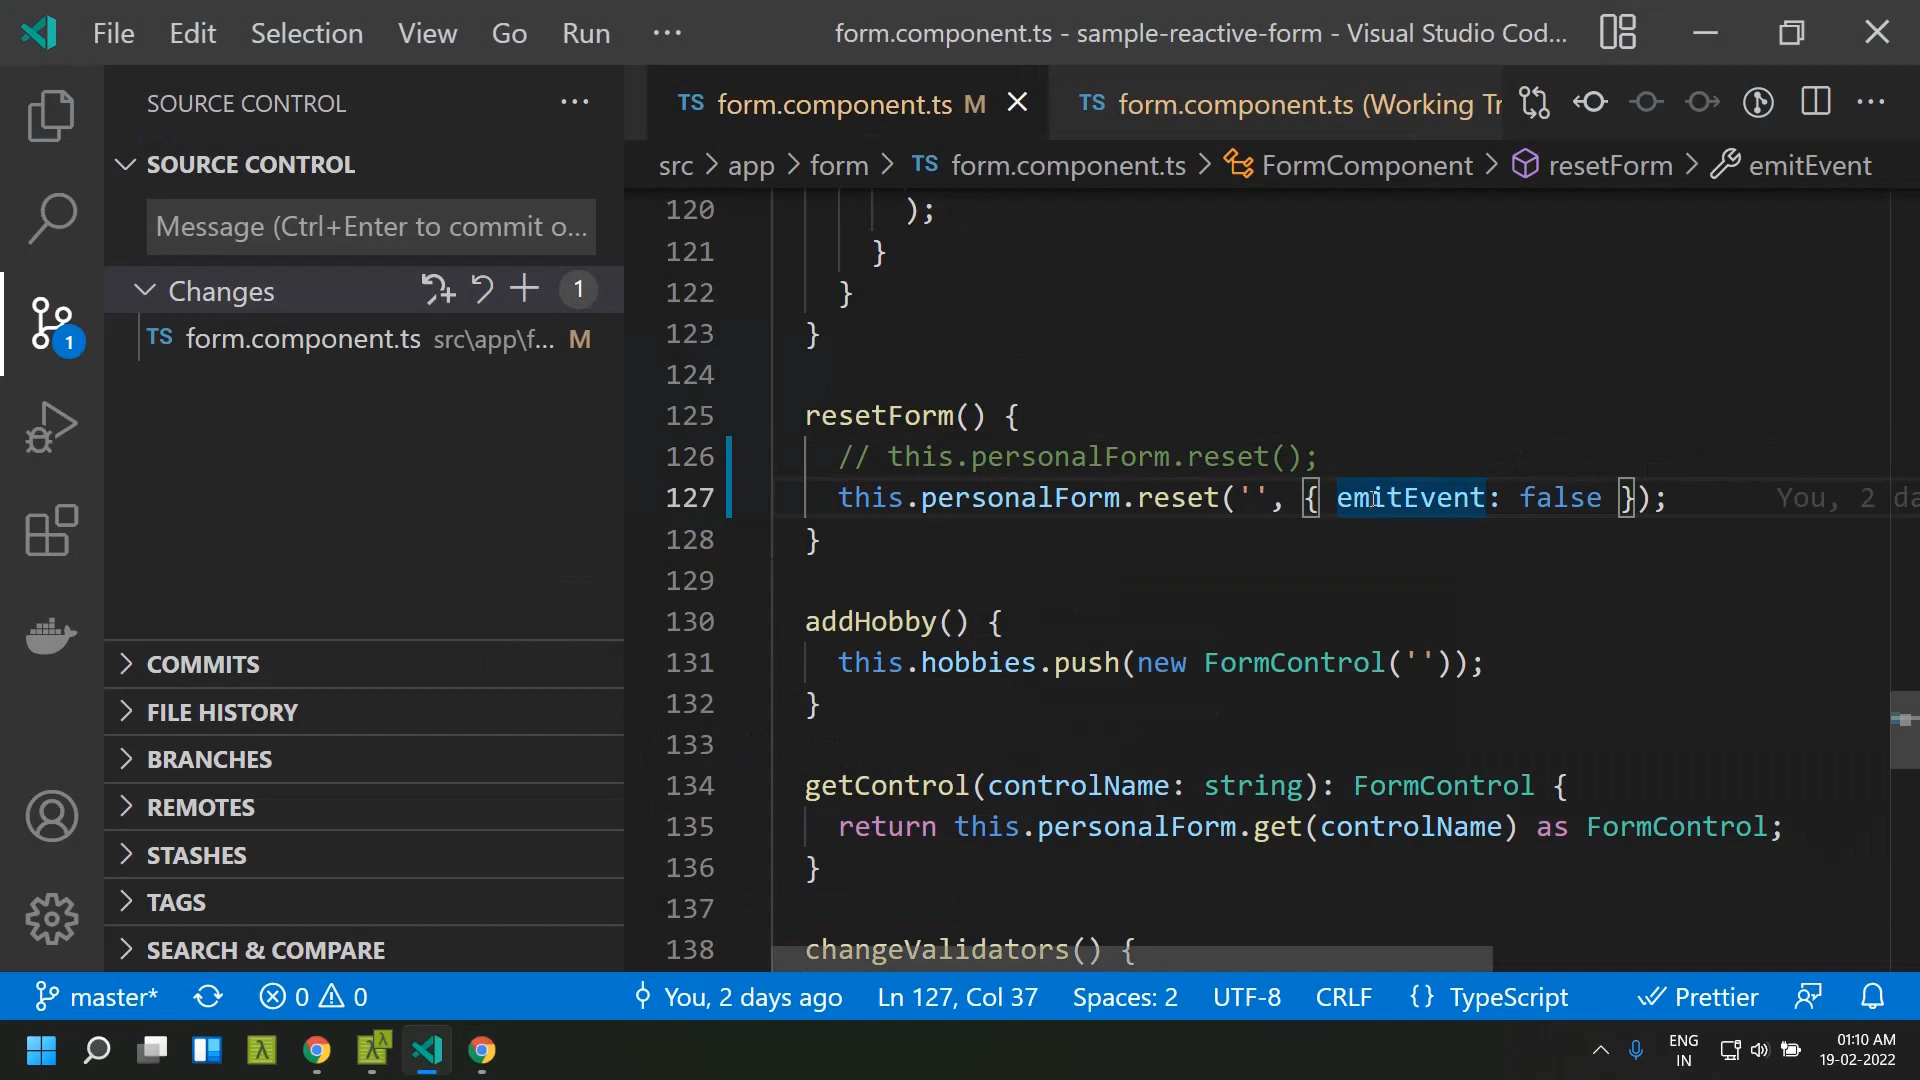 File Edit Selection View Go Run ··· form.component.ts - sample-reactive-form - Visual Studio Cod...
SOURCE CONTROL ···
SOURCE CONTROL
Message (Ctrl+Enter to commit o...
Changes 1
TS form.component.ts src\app\f... M
1
COMMITS
FILE HISTORY
BRANCHES
REMOTES
STASHES
TAGS
SEARCH & COMPARE
TS form.component.ts M TS form.component.ts (Working Tr
src > app > form > TS form.component.ts > FormComponent > resetForm > emitEvent
120 );
121 }
122 }
123 }
124
125 resetForm() {
126 // this.personalForm.reset();
127 this.personalForm.reset('', { emitEvent: false }); You, 2 da
128 }
129
130 addHobby() {
131 this.hobbies.push(new FormControl(''));
132 }
133
134 getControl(controlName: string): FormControl {
135 return this.personalForm.get(controlName) as FormControl;
136 }
137
138 changeValidators() {
master* 0 0 You, 2 days ago Ln 127, Col 37 Spaces: 2 UTF-8 CRLF {} TypeScript Prettier
ENG
IN
01:10 AM
19-02-2022